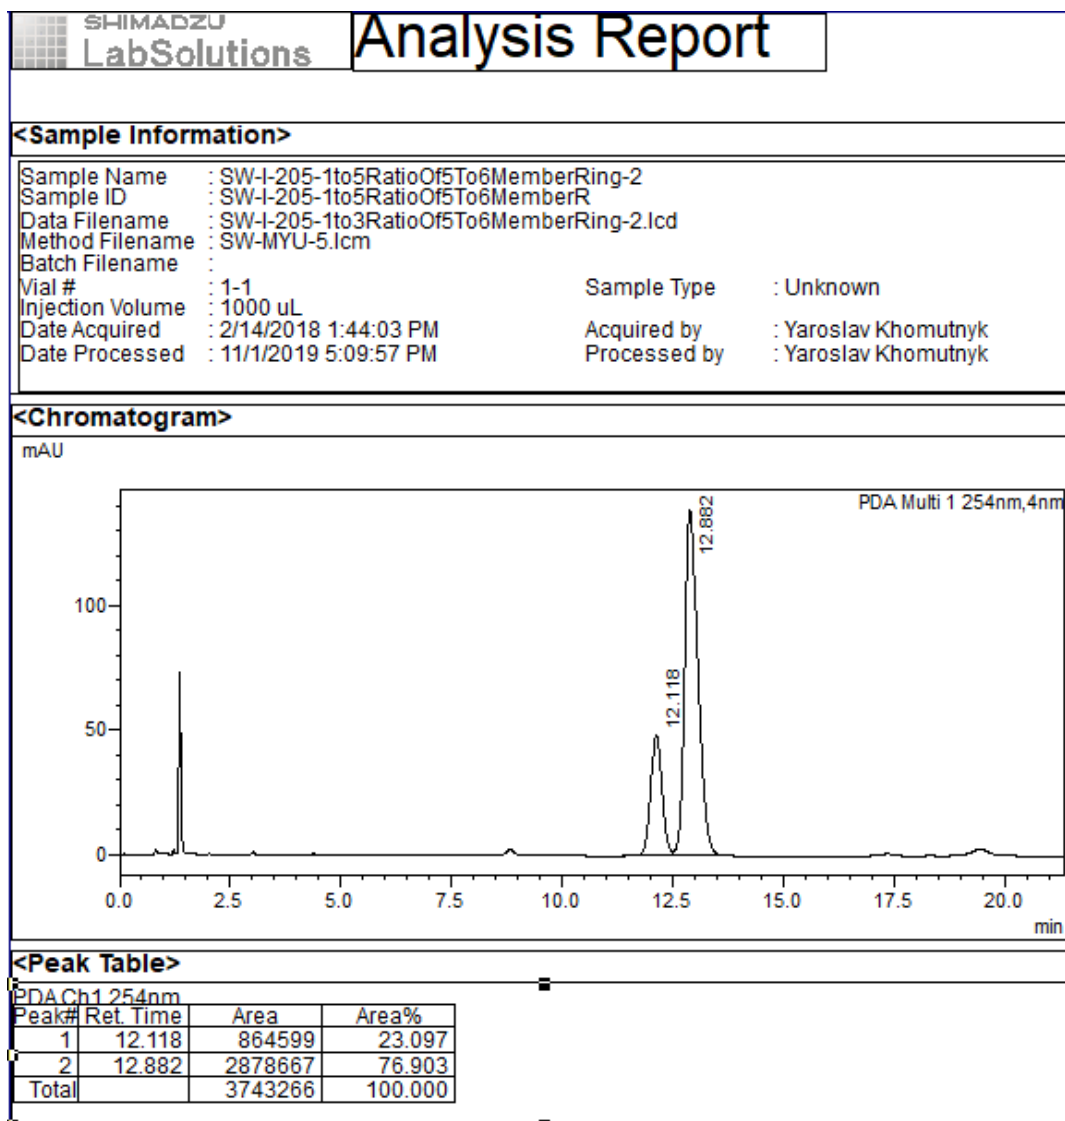 SHIMADZU
LabSolutions
Analysis Report
<Sample Information>
Sample Name : SW-I-205-1to5RatioOf5To6MemberRing-2
Sample ID : SW-I-205-1to5RatioOf5To6MemberR
Data Filename : SW-I-205-1to3RatioOf5To6MemberRing-2.lcd
Method Filename : SW-MYU-5.lcm
Batch Filename :
Vial # : 1-1 Sample Type : Unknown
Injection Volume : 1000 uL
Date Acquired : 2/14/2018 1:44:03 PM Acquired by : Yaroslav Khomutnyk
Date Processed : 11/1/2019 5:09:57 PM Processed by : Yaroslav Khomutnyk
<Chromatogram>
mAU
PDA Multi 1 254nm,4nm
12.882
100
12.118
50
0
0.0 2.5 5.0 7.5 10.0 12.5 15.0 17.5 20.0
min
<Peak Table>
PDA Ch1 254nm
Peak# Ret. Time Area Area%
1 12.118 864599 23.097
2 12.882 2878667 76.903
Total 3743266 100.000